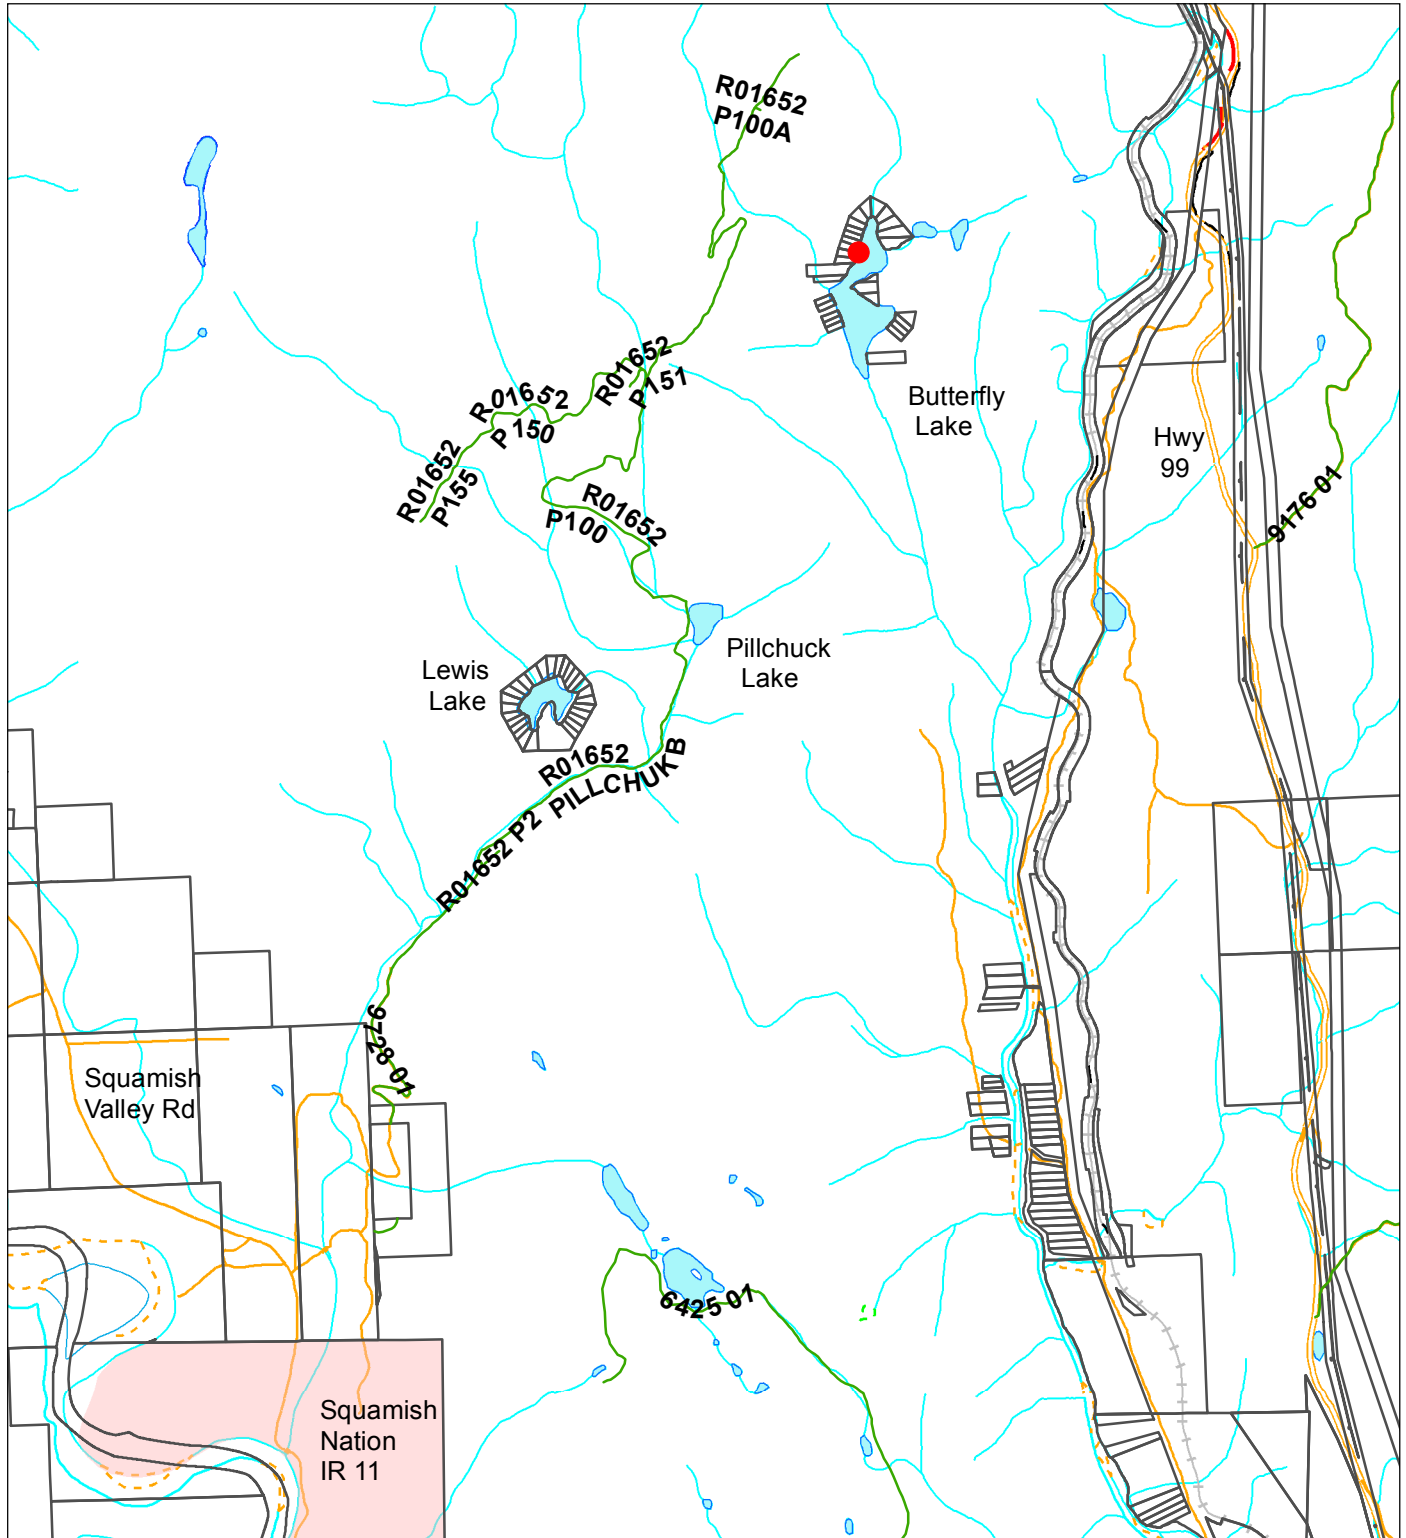 R01652
P100A
R01652
P151
R01652
P 150
R01652
P155
R01652
P100
Butterfly
Lake
Hwy
99
9176 01
Pillchuck
Lake
Lewis
Lake
R01652
PILLCHUK B
R01652 P2
9728 01
Squamish
Valley Rd
6425 01
Squamish
Nation
IR 11